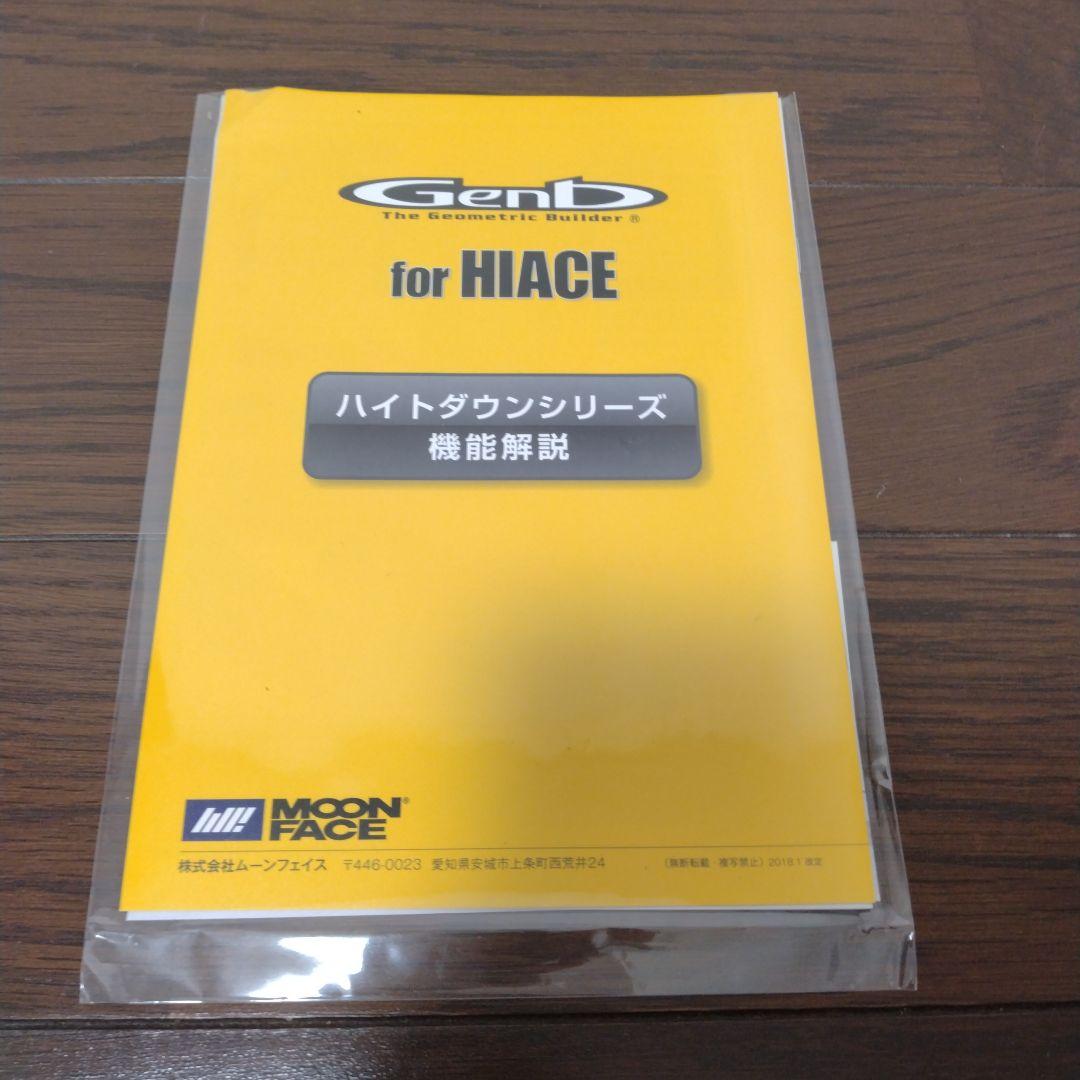 Genb
The Geometric Builder ®
for HIACE
ハイトダウンシリーズ
機能解説
MOON® FACE
株式会社ムーンフェイス 〒446-0023 愛知県安城市上条町西荒井24 (無断転載・複写禁止) 2018.1 改定